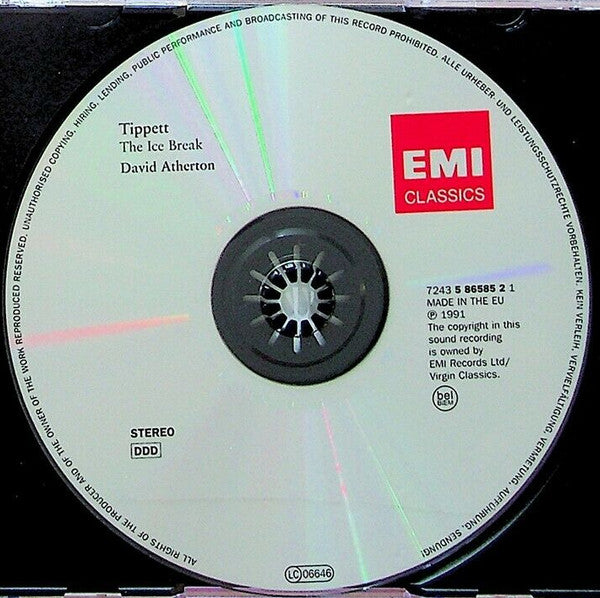 ALL RIGHTS OF THE PRODUCER AND OF THE OWNER OF THE WORK REPRODUCED RESERVED. UNAUTHORISED COPYING, HIRING, LENDING, PUBLIC PERFORMANCE AND BROADCASTING OF THIS RECORD PROHIBITED. ALLE URHEBER- UND LEISTUNGSSCHUTZRECHTE VORBEHALTEN. KEIN VERLEIH, VERVIELFÄLTIGUNG, VERMIETUNG, AUFFÜHRUNG, SENDUNG!
Tippett
The Ice Break
David Atherton
EMI
CLASSICS
7243 5 86585 2 1
MADE IN THE EU
℗ 1991
The copyright in this
sound recording
is owned by
EMI Records Ltd/
Virgin Classics.
bel
BIEM
STEREO
DDD
LC 06646